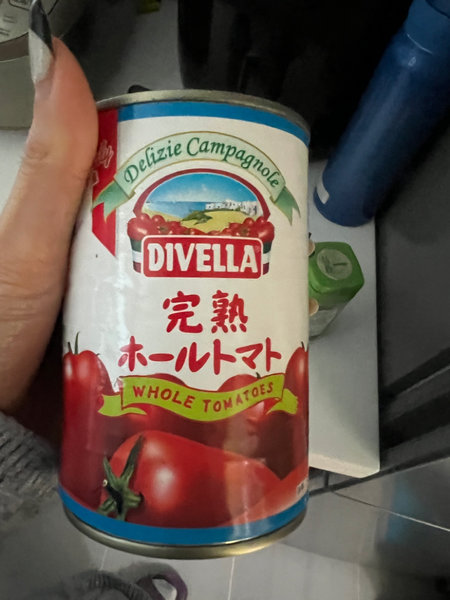 Delizie Campagnole
DIVELLA
完熟
ホールトマト
WHOLE TOMATOES